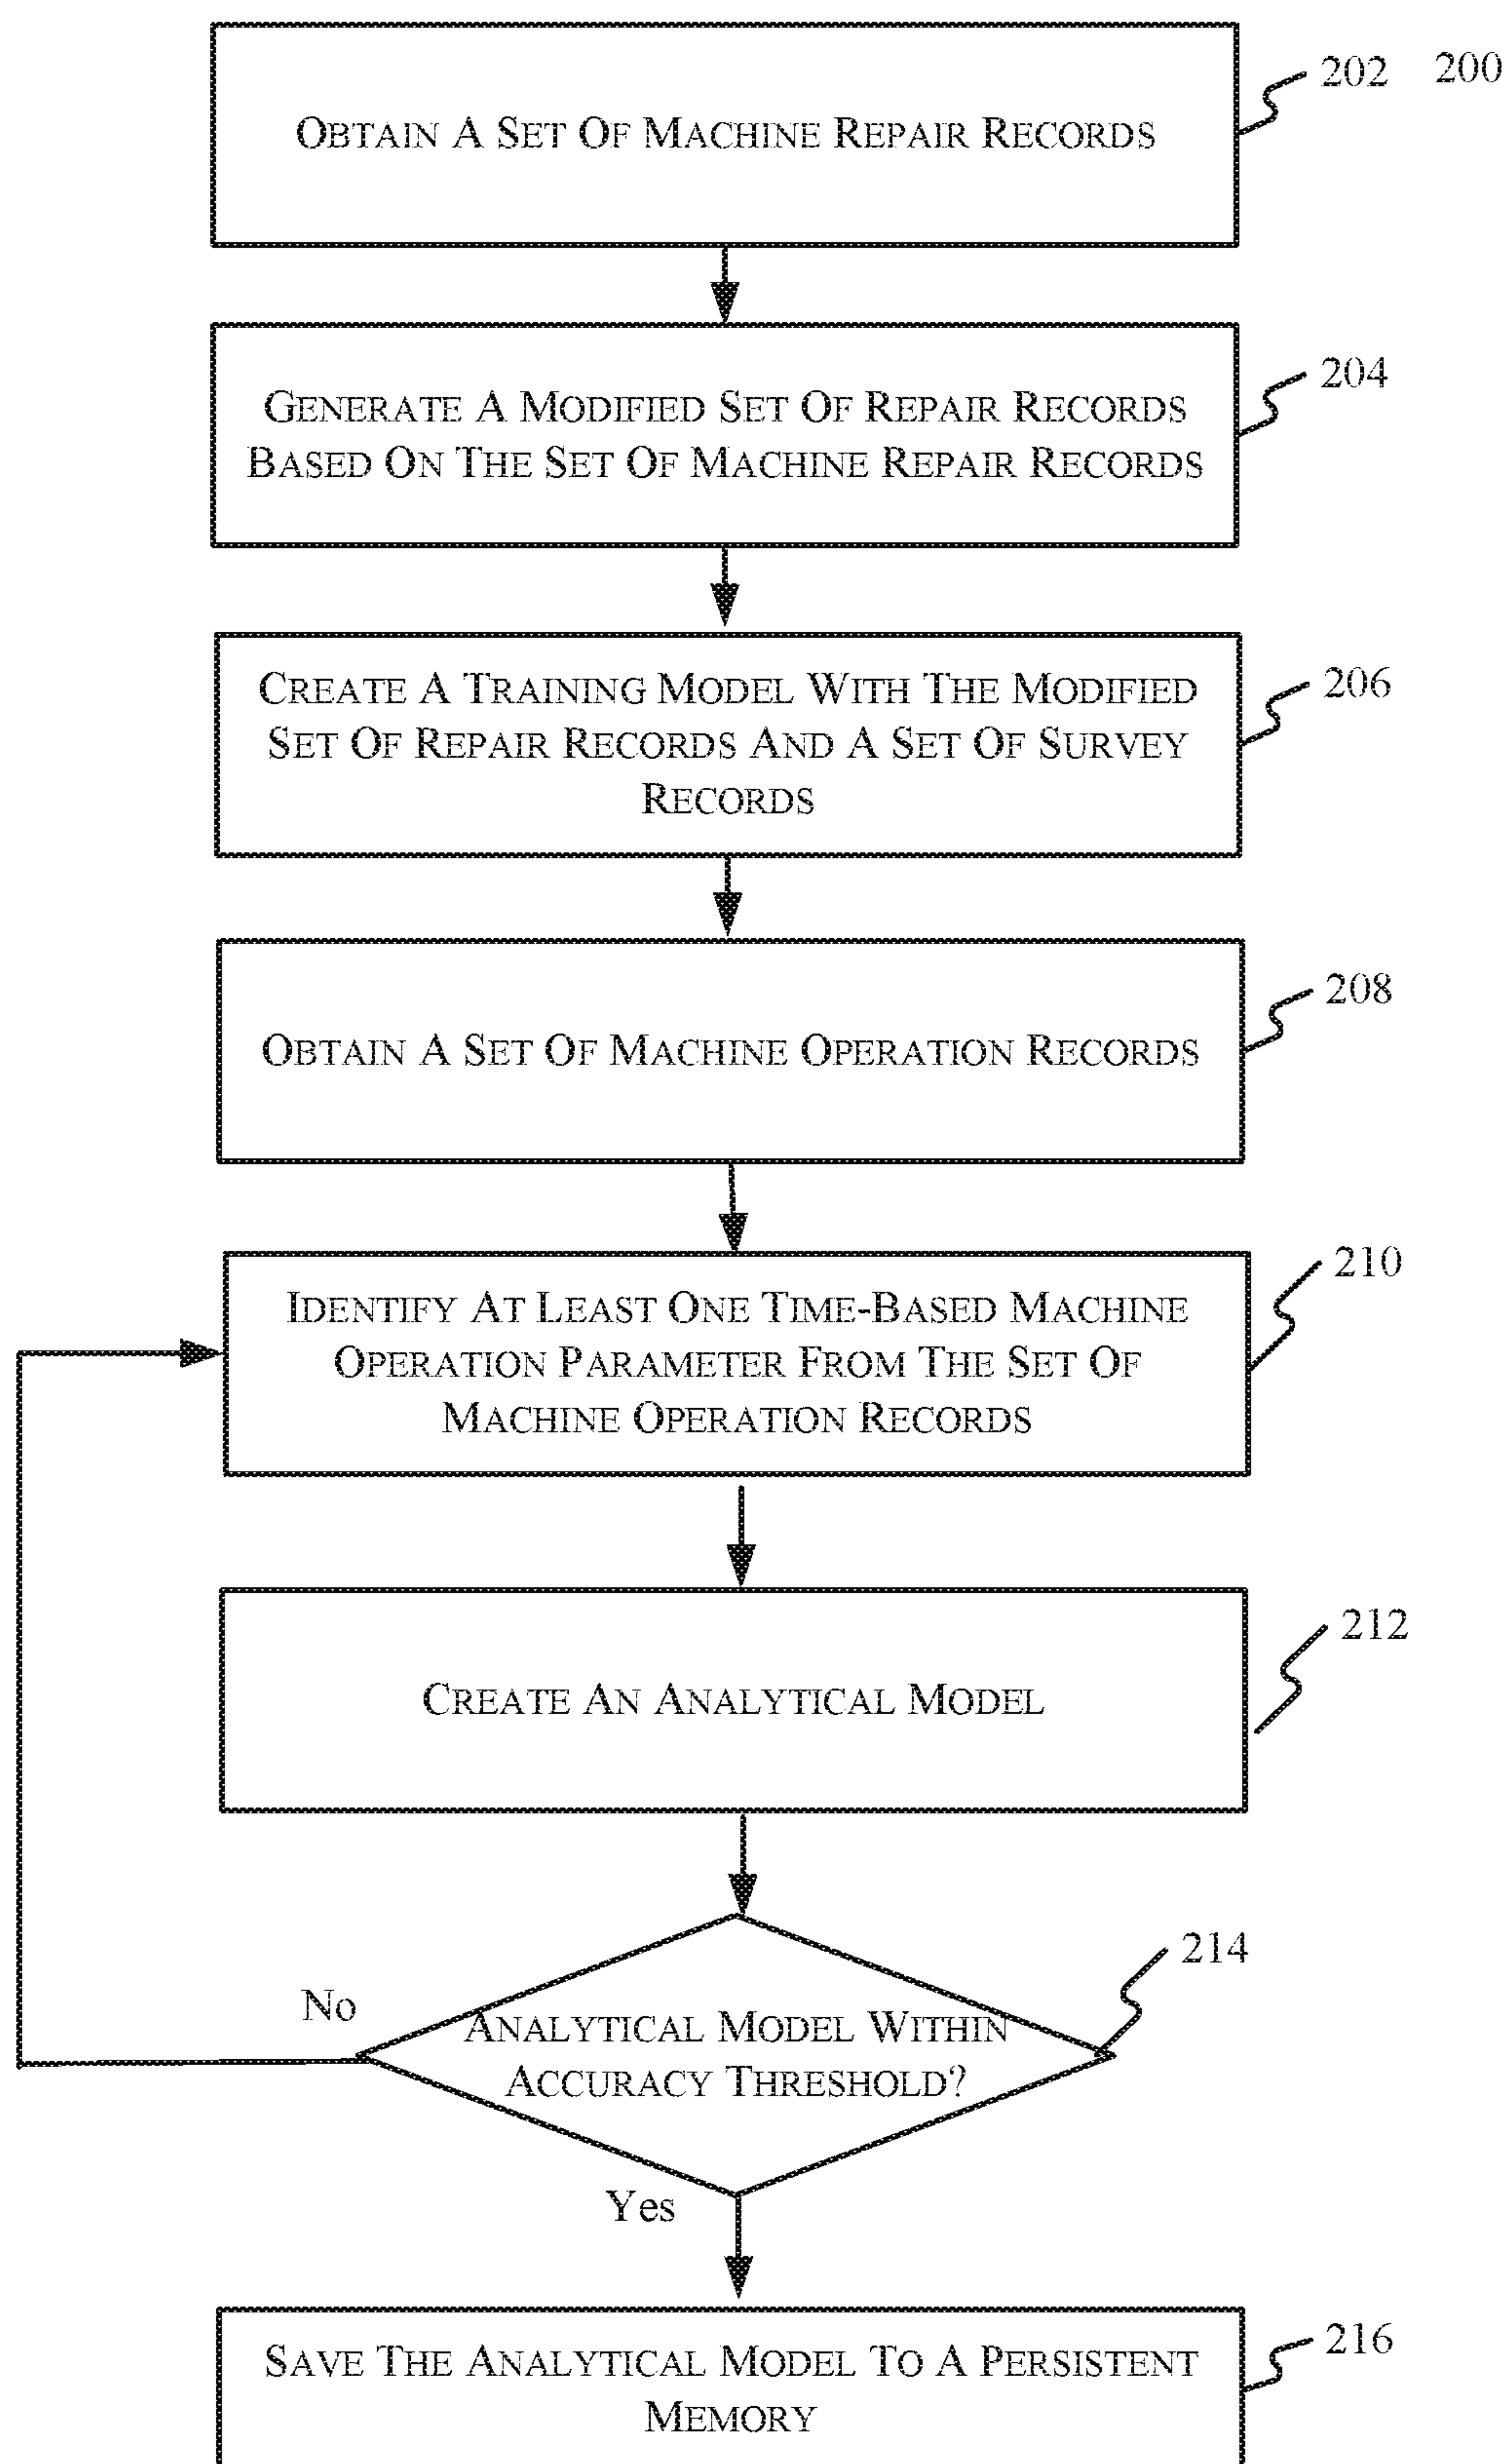 202 200
OBTAIN A SET OF MACHINE REPAIR RECORDS
204
GENERATE A MODIFIED SET OF REPAIR RECORDS
BASED ON THE SET OF MACHINE REPAIR RECORDS
206
CREATE A TRAINING MODEL WITH THE MODIFIED
SET OF REPAIR RECORDS AND A SET OF SURVEY
RECORDS
208
OBTAIN A SET OF MACHINE OPERATION RECORDS
210
IDENTIFY AT LEAST ONE TIME-BASED MACHINE
OPERATION PARAMETER FROM THE SET OF
MACHINE OPERATION RECORDS
212
CREATE AN ANALYTICAL MODEL
214
No
ANALYTICAL MODEL WITHIN
ACCURACY THRESHOLD?
Yes
216
SAVE THE ANALYTICAL MODEL TO A PERSISTENT
MEMORY